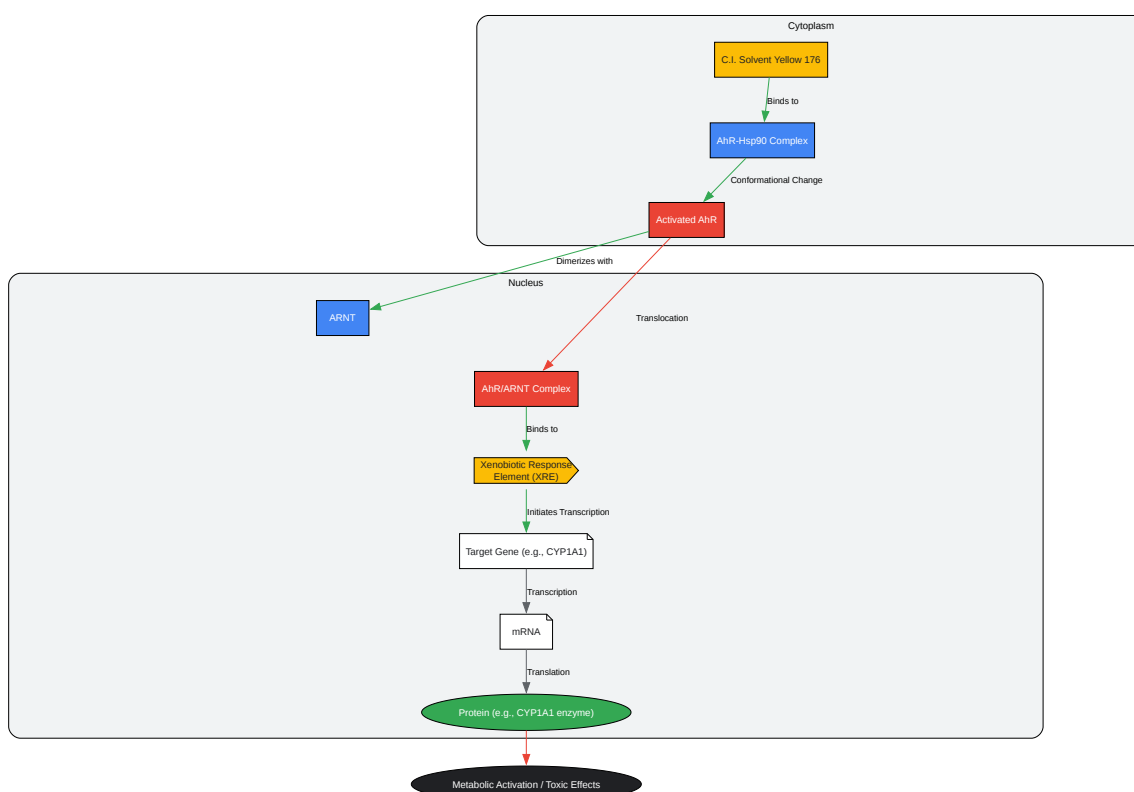 Cytoplasm
C.I. Solvent Yellow 176
Binds to
AhR-Hsp90 Complex
Conformational Change
Activated AhR
Dimerizes with
Nucleus
ARNT
Translocation
AhR/ARNT Complex
Binds to
Xenobiotic Response
Element (XRE)
Initiates Transcription
Target Gene (e.g., CYP1A1)
Transcription
mRNA
Translation
Protein (e.g., CYP1A1 enzyme)
Metabolic Activation / Toxic Effects